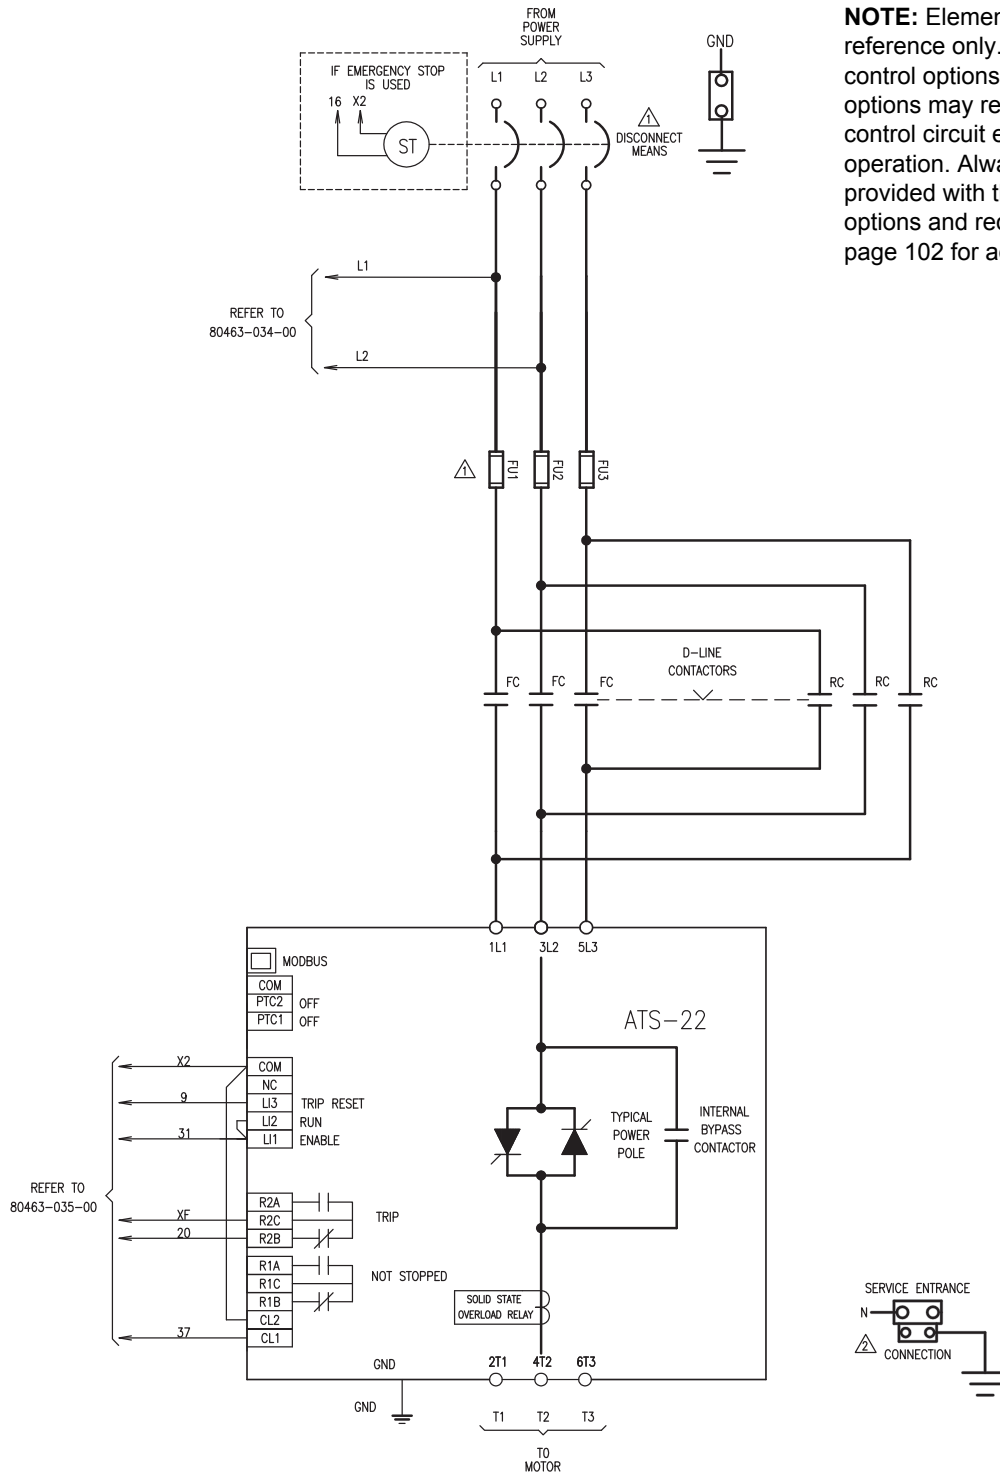 FROM
POWER
SUPPLY
L1 L2 L3
IF EMERGENCY STOP
IS USED
16 X2
ST
1
DISCONNECT
MEANS
GND
NOTE:
reference only.
control options
options may
control circuit
operation.
provided with
options and
page 102 for
L1
L2
REFER TO
80463-034-00
1
FU1
FU2
FU3
D-LINE
CONTACTORS
FC FC FC
RC RC RC
1L1 3L2 5L3
MODBUS
COM
PTC2 OFF
PTC1 OFF
ATS-22
X2 COM
NC
9 LI3 TRIP RESET
LI2 RUN
31 LI1 ENABLE
TYPICAL
POWER
POLE
INTERNAL
BYPASS
CONTACTOR
REFER TO
80463-035-00
R2A
XF R2C TRIP
20 R2B
R1A
R1C NOT STOPPED
R1B
CL2
37 CL1
SOLID STATE
OVERLOAD RELAY
GND
2T1 4T2 6T3
GND
T1 T2 T3
TO
MOTOR
SERVICE ENTRANCE
N
2
CONNECTION